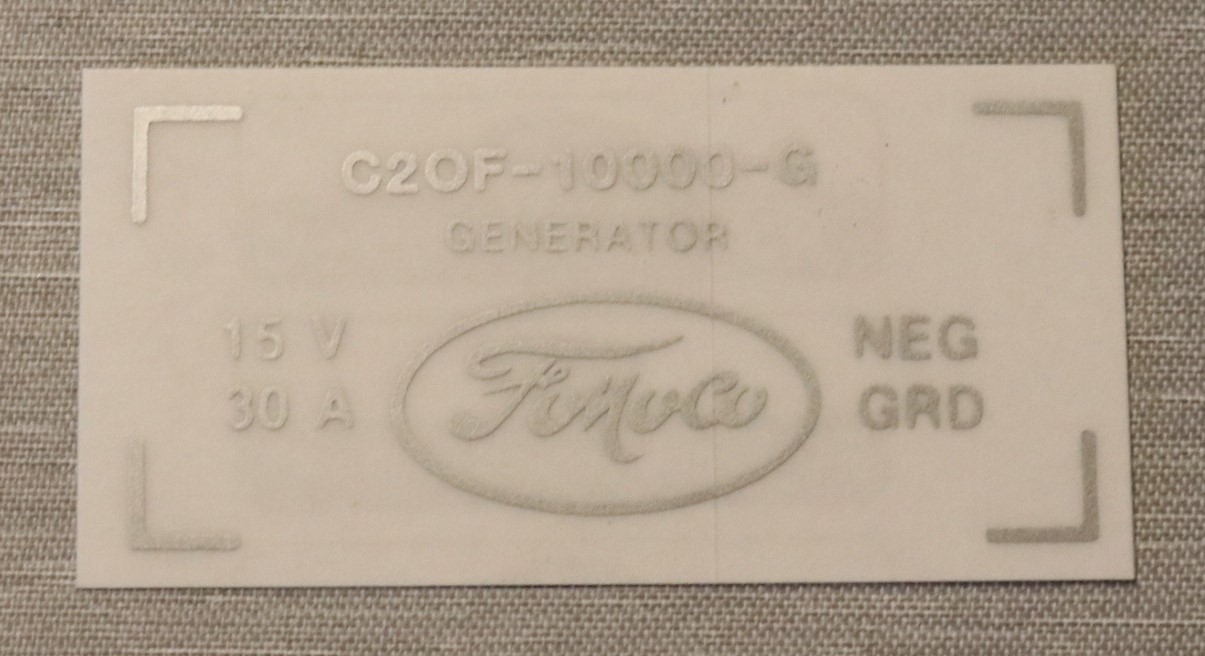 C2OF-10000-G
GENERATOR
15 V
30 A
FoMoCo
NEG
GRD